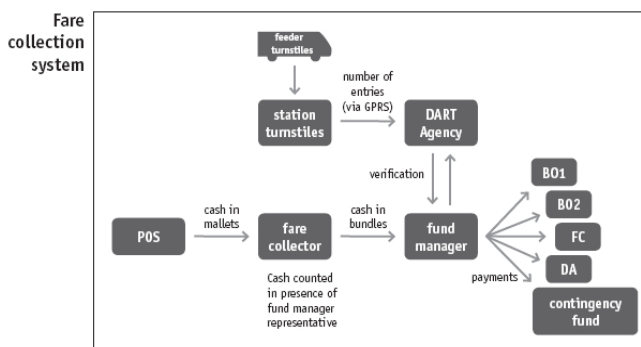 Fare
collection
system
feeder
turnstiles
number of
entries
(via GPRS)
station
turnstiles
DART
Agency
verification
BO1
BO2
FC
DA
contingency
fund
cash in
mallets
cash in
bundles
POS
fare
collector
fund
manager
payments
Cash counted
in presence of
fund manager
representative